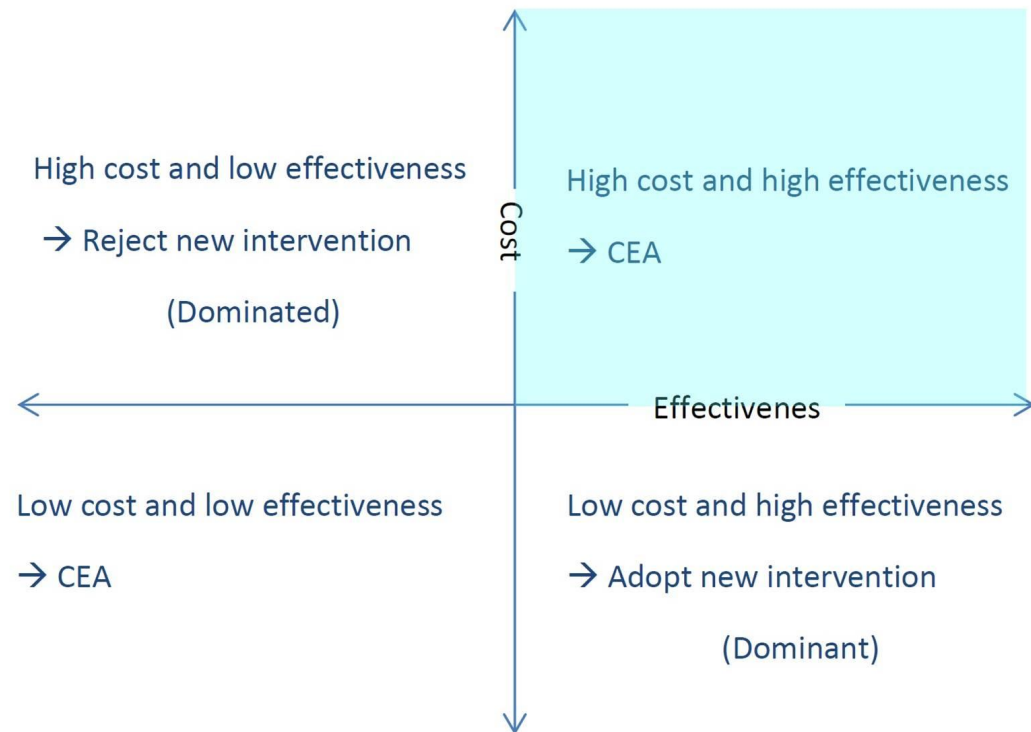 High cost and low effectiveness
→ Reject new intervention
(Dominated)
High cost and high effectiveness
→ CEA
Cost
Effectivenes
Low cost and low effectiveness
→ CEA
Low cost and high effectiveness
→ Adopt new intervention
(Dominant)